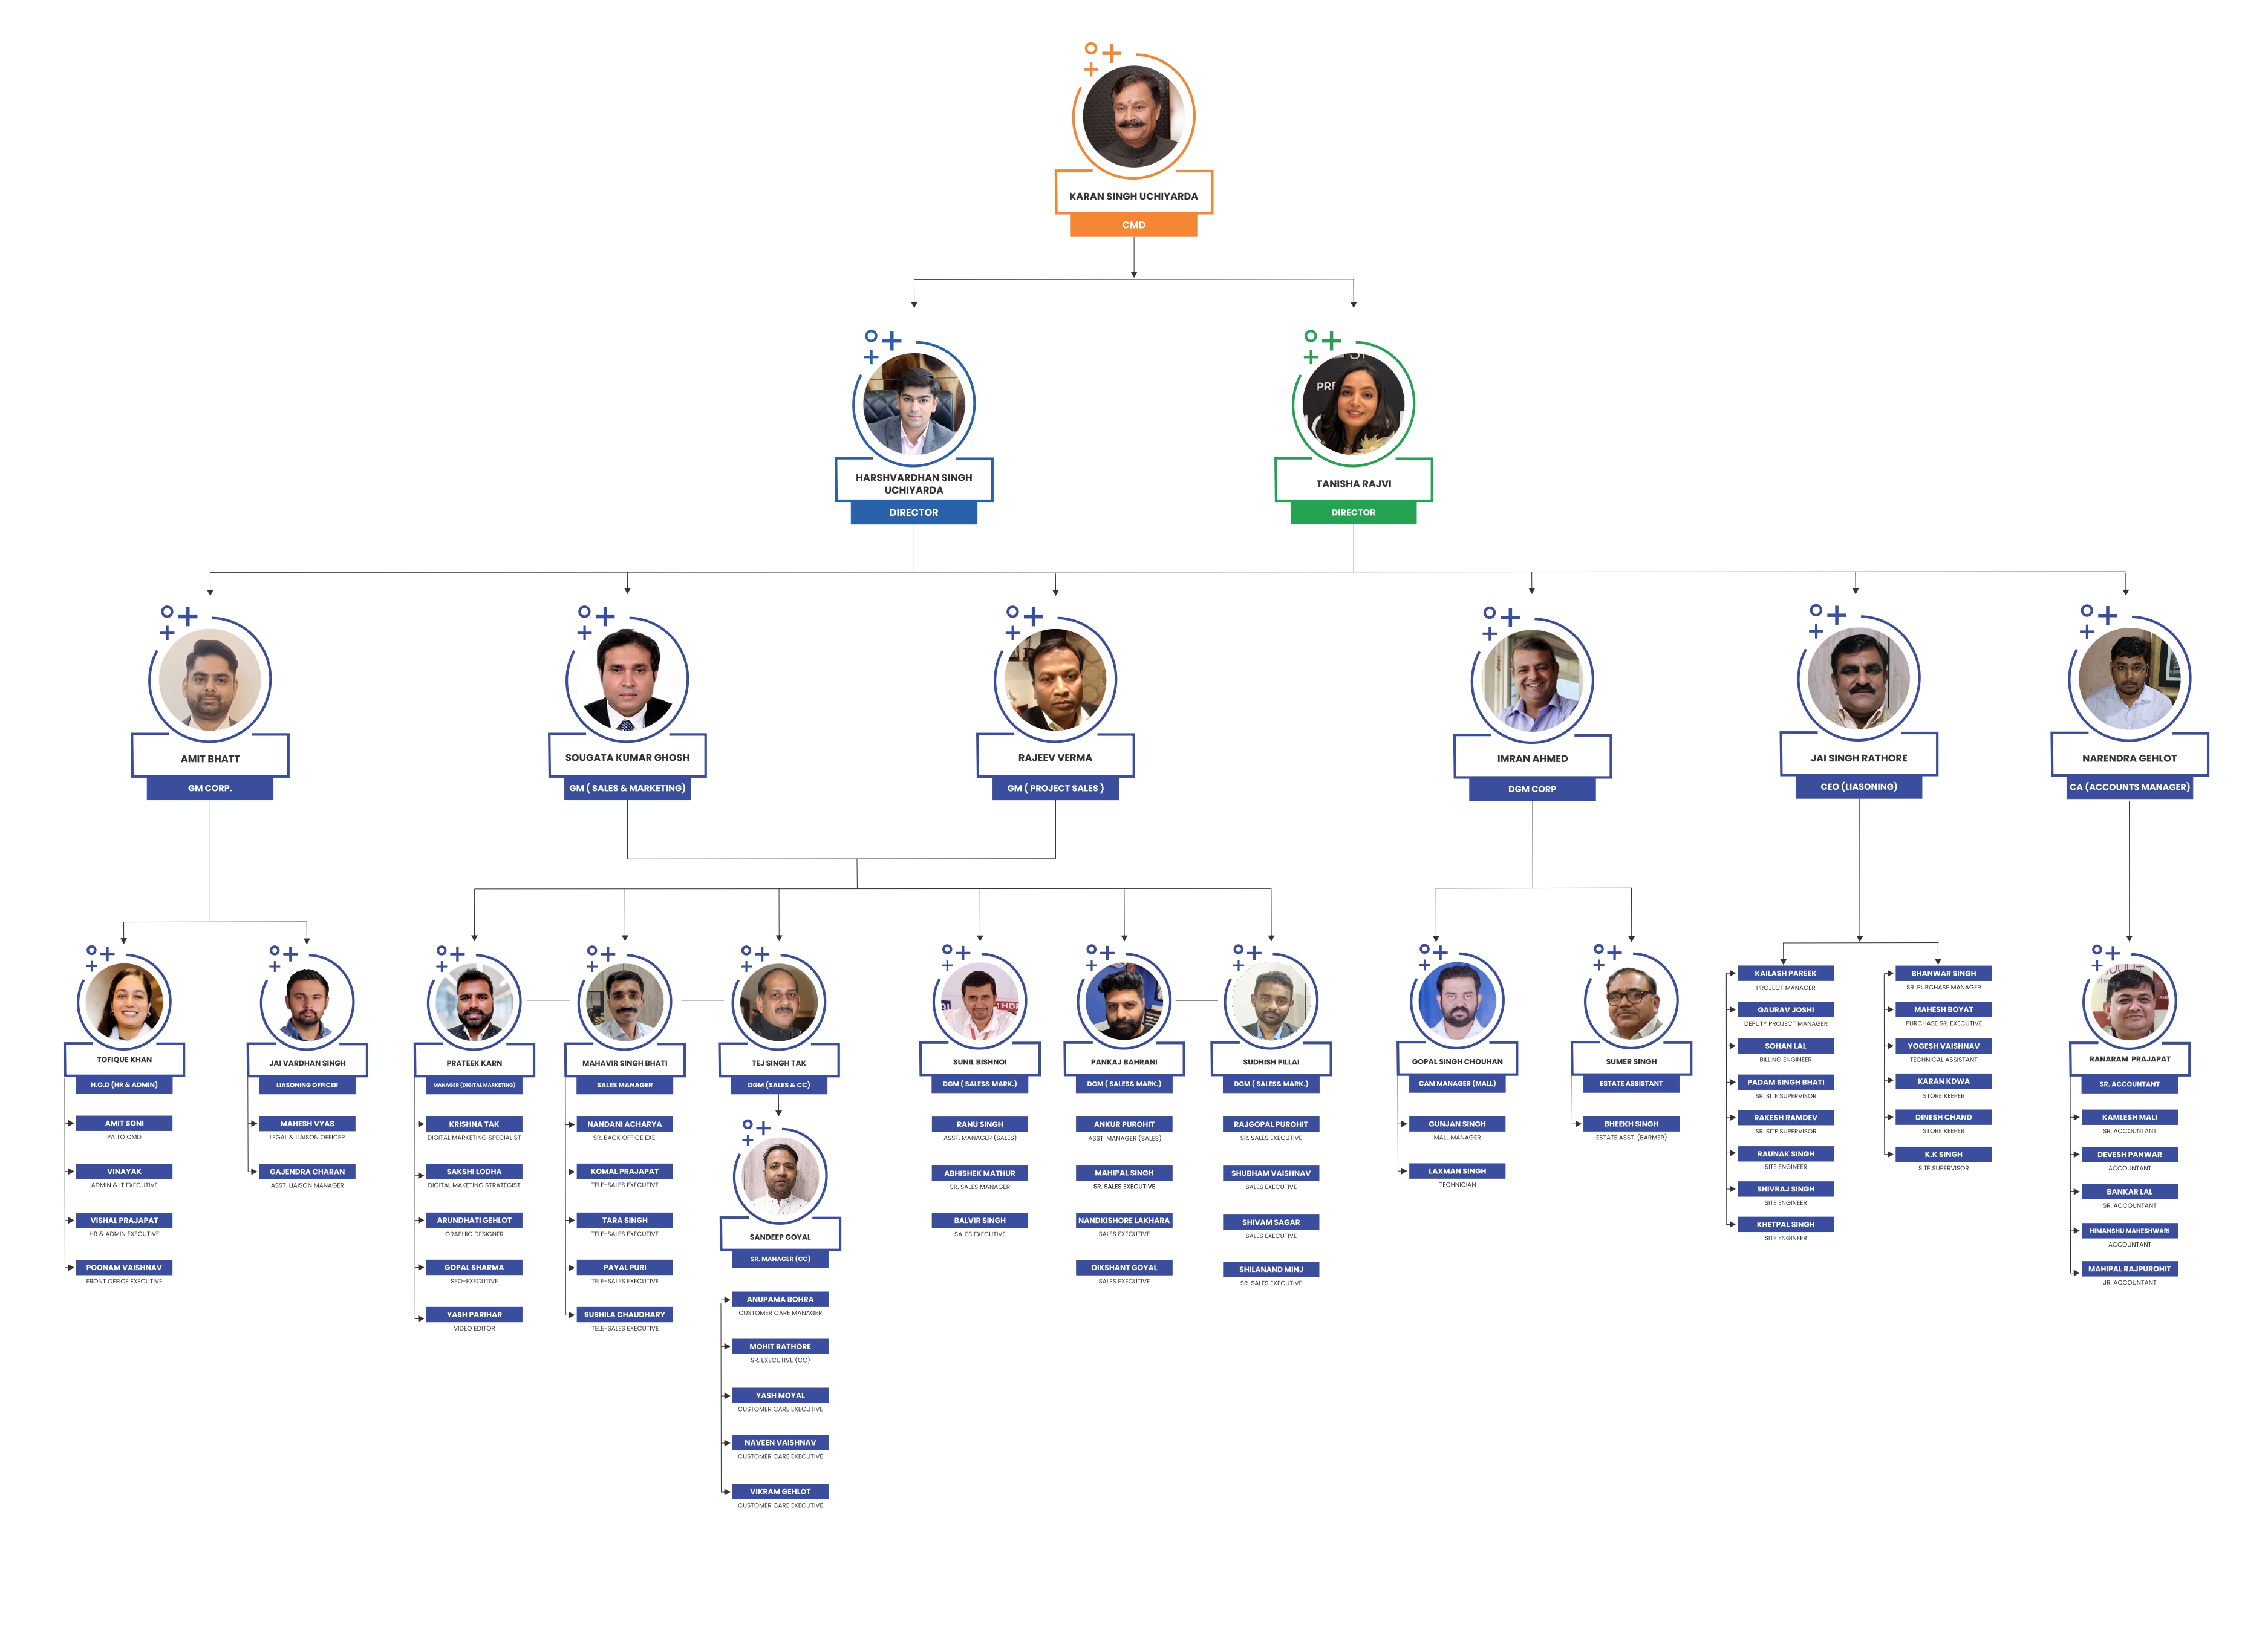 KARAN SINGH UCHIYARDA
CMD
HARSHVARDHAN SINGH
UCHIYARDA
DIRECTOR
TANISHA RAJVI
DIRECTOR
AMIT BHATT
GM CORP.
SOUGATA KUMAR GHOSH
GM ( SALES & MARKETING)
RAJEEV VERMA
GM ( PROJECT SALES )
IMRAN AHMED
DGM CORP
JAI SINGH RATHORE
CEO (LIASONING)
NARENDRA GEHLOT
CA (ACCOUNTS MANAGER)
TOFIQUE KHAN
H.O.D (HR & ADMIN)
AMIT SONI
PA TO CMD
VINAYAK
ADMIN & IT EXECUTIVE
VISHAL PRAJAPAT
HR & ADMIN EXECUTIVE
POONAM VAISHNAV
FRONT OFFICE EXECUTIVE
JAI VARDHAN SINGH
LIASONING OFFICER
MAHESH VYAS
LEGAL & LIAISON OFFICER
GAJENDRA CHARAN
ASST. LIAISON MANAGER
PRATEEK KARN
MANAGER (DIGITAL MARKETING)
KRISHNA TAK
DIGITAL MARKETING SPECIALIST
SAKSHI LODHA
DIGITAL MAKETING STRATEGIST
ARUNDHATI GEHLOT
GRAPHIC DESIGNER
GOPAL SHARMA
SEO-EXECUTIVE
YASH PARIHAR
VIDEO EDITOR
MAHAVIR SINGH BHATI
SALES MANAGER
NANDANI ACHARYA
SR. BACK OFFICE EXE.
KOMAL PRAJAPAT
TELE-SALES EXECUTIVE
TARA SINGH
TELE-SALES EXECUTIVE
PAYAL PURI
TELE-SALES EXECUTIVE
SUSHILA CHAUDHARY
TELE-SALES EXECUTIVE
TEJ SINGH TAK
DGM (SALES & CC)
SANDEEP GOYAL
SR. MANAGER (CC)
ANUPAMA BOHRA
CUSTOMER CARE MANAGER
MOHIT RATHORE
SR. EXECUTIVE (CC)
YASH MOYAL
CUSTOMER CARE EXECUTIVE
NAVEEN VAISHNAV
CUSTOMER CARE EXECUTIVE
VIKRAM GEHLOT
CUSTOMER CARE EXECUTIVE
SUNIL BISHNOI
DGM ( SALES& MARK.)
RANU SINGH
ASST. MANAGER (SALES)
ABHISHEK MATHUR
SR. SALES MANAGER
BALVIR SINGH
SALES EXECUTIVE
PANKAJ BAHRANI
DGM ( SALES& MARK.)
ANKUR PUROHIT
ASST. MANAGER (SALES)
MAHIPAL SINGH
SR. SALES EXECUTIVE
NANDKISHORE LAKHARA
SALES EXECUTIVE
DIKSHANT GOYAL
SALES EXECUTIVE
SUDHISH PILLAI
DGM ( SALES& MARK.)
RAJGOPAL PUROHIT
SR. SALES EXECUTIVE
SHUBHAM VAISHNAV
SALES EXECUTIVE
SHIVAM SAGAR
SALES EXECUTIVE
SHILANAND MINJ
SR. SALES EXECUTIVE
GOPAL SINGH CHOUHAN
CAM MANAGER (MALL)
GUNJAN SINGH
MALL MANAGER
LAXMAN SINGH
TECHNICIAN
SUMER SINGH
ESTATE ASSISTANT
BHEEKH SINGH
ESTATE ASST. (BARMER)
KAILASH PAREEK
PROJECT MANAGER
GAURAV JOSHI
DEPUTY PROJECT MANAGER
SOHAN LAL
BILLING ENGINEER
PADAM SINGH BHATI
SR. SITE SUPERVISOR
RAKESH RAMDEV
SR. SITE SUPERVISOR
RAUNAK SINGH
SITE ENGINEER
SHIVRAJ SINGH
SITE ENGINEER
KHETPAL SINGH
SITE ENGINEER
BHANWAR SINGH
SR. PURCHASE MANAGER
MAHESH BOYAT
PURCHASE SR. EXECUTIVE
YOGESH VAISHNAV
TECHNICAL ASSISTANT
KARAN KDWA
STORE KEEPER
DINESH CHAND
STORE KEEPER
K.K SINGH
SITE SUPERVISOR
RANARAM PRAJAPAT
SR. ACCOUNTANT
KAMLESH MALI
SR. ACCOUNTANT
DEVESH PANWAR
ACCOUNTANT
BANKAR LAL
SR. ACCOUNTANT
HIMANSHU MAHESHWARI
ACCOUNTANT
MAHIPAL RAJPUROHIT
JR. ACCOUNTANT